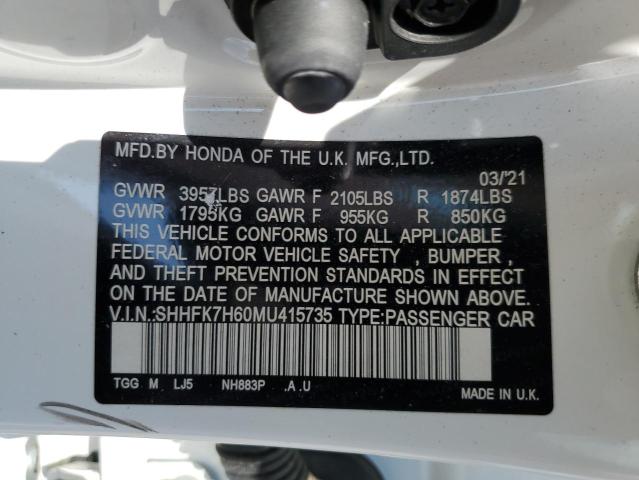 MFD.BY HONDA OF THE U.K. MFG.,LTD.
03/'21
GVWR 3957LBS GAWR F 2105LBS R 1874LBS
GVWR 1795KG GAWR F 955KG R 850KG
THIS VEHICLE CONFORMS TO ALL APPLICABLE
FEDERAL MOTOR VEHICLE SAFETY , BUMPER ,
AND THEFT PREVENTION STANDARDS IN EFFECT
ON THE DATE OF MANUFACTURE SHOWN ABOVE.
V.I.N.:SHHFK7H60MU415735 TYPE:PASSENGER CAR
TGG M LJ5 NH883P .A .U
MADE IN U.K.